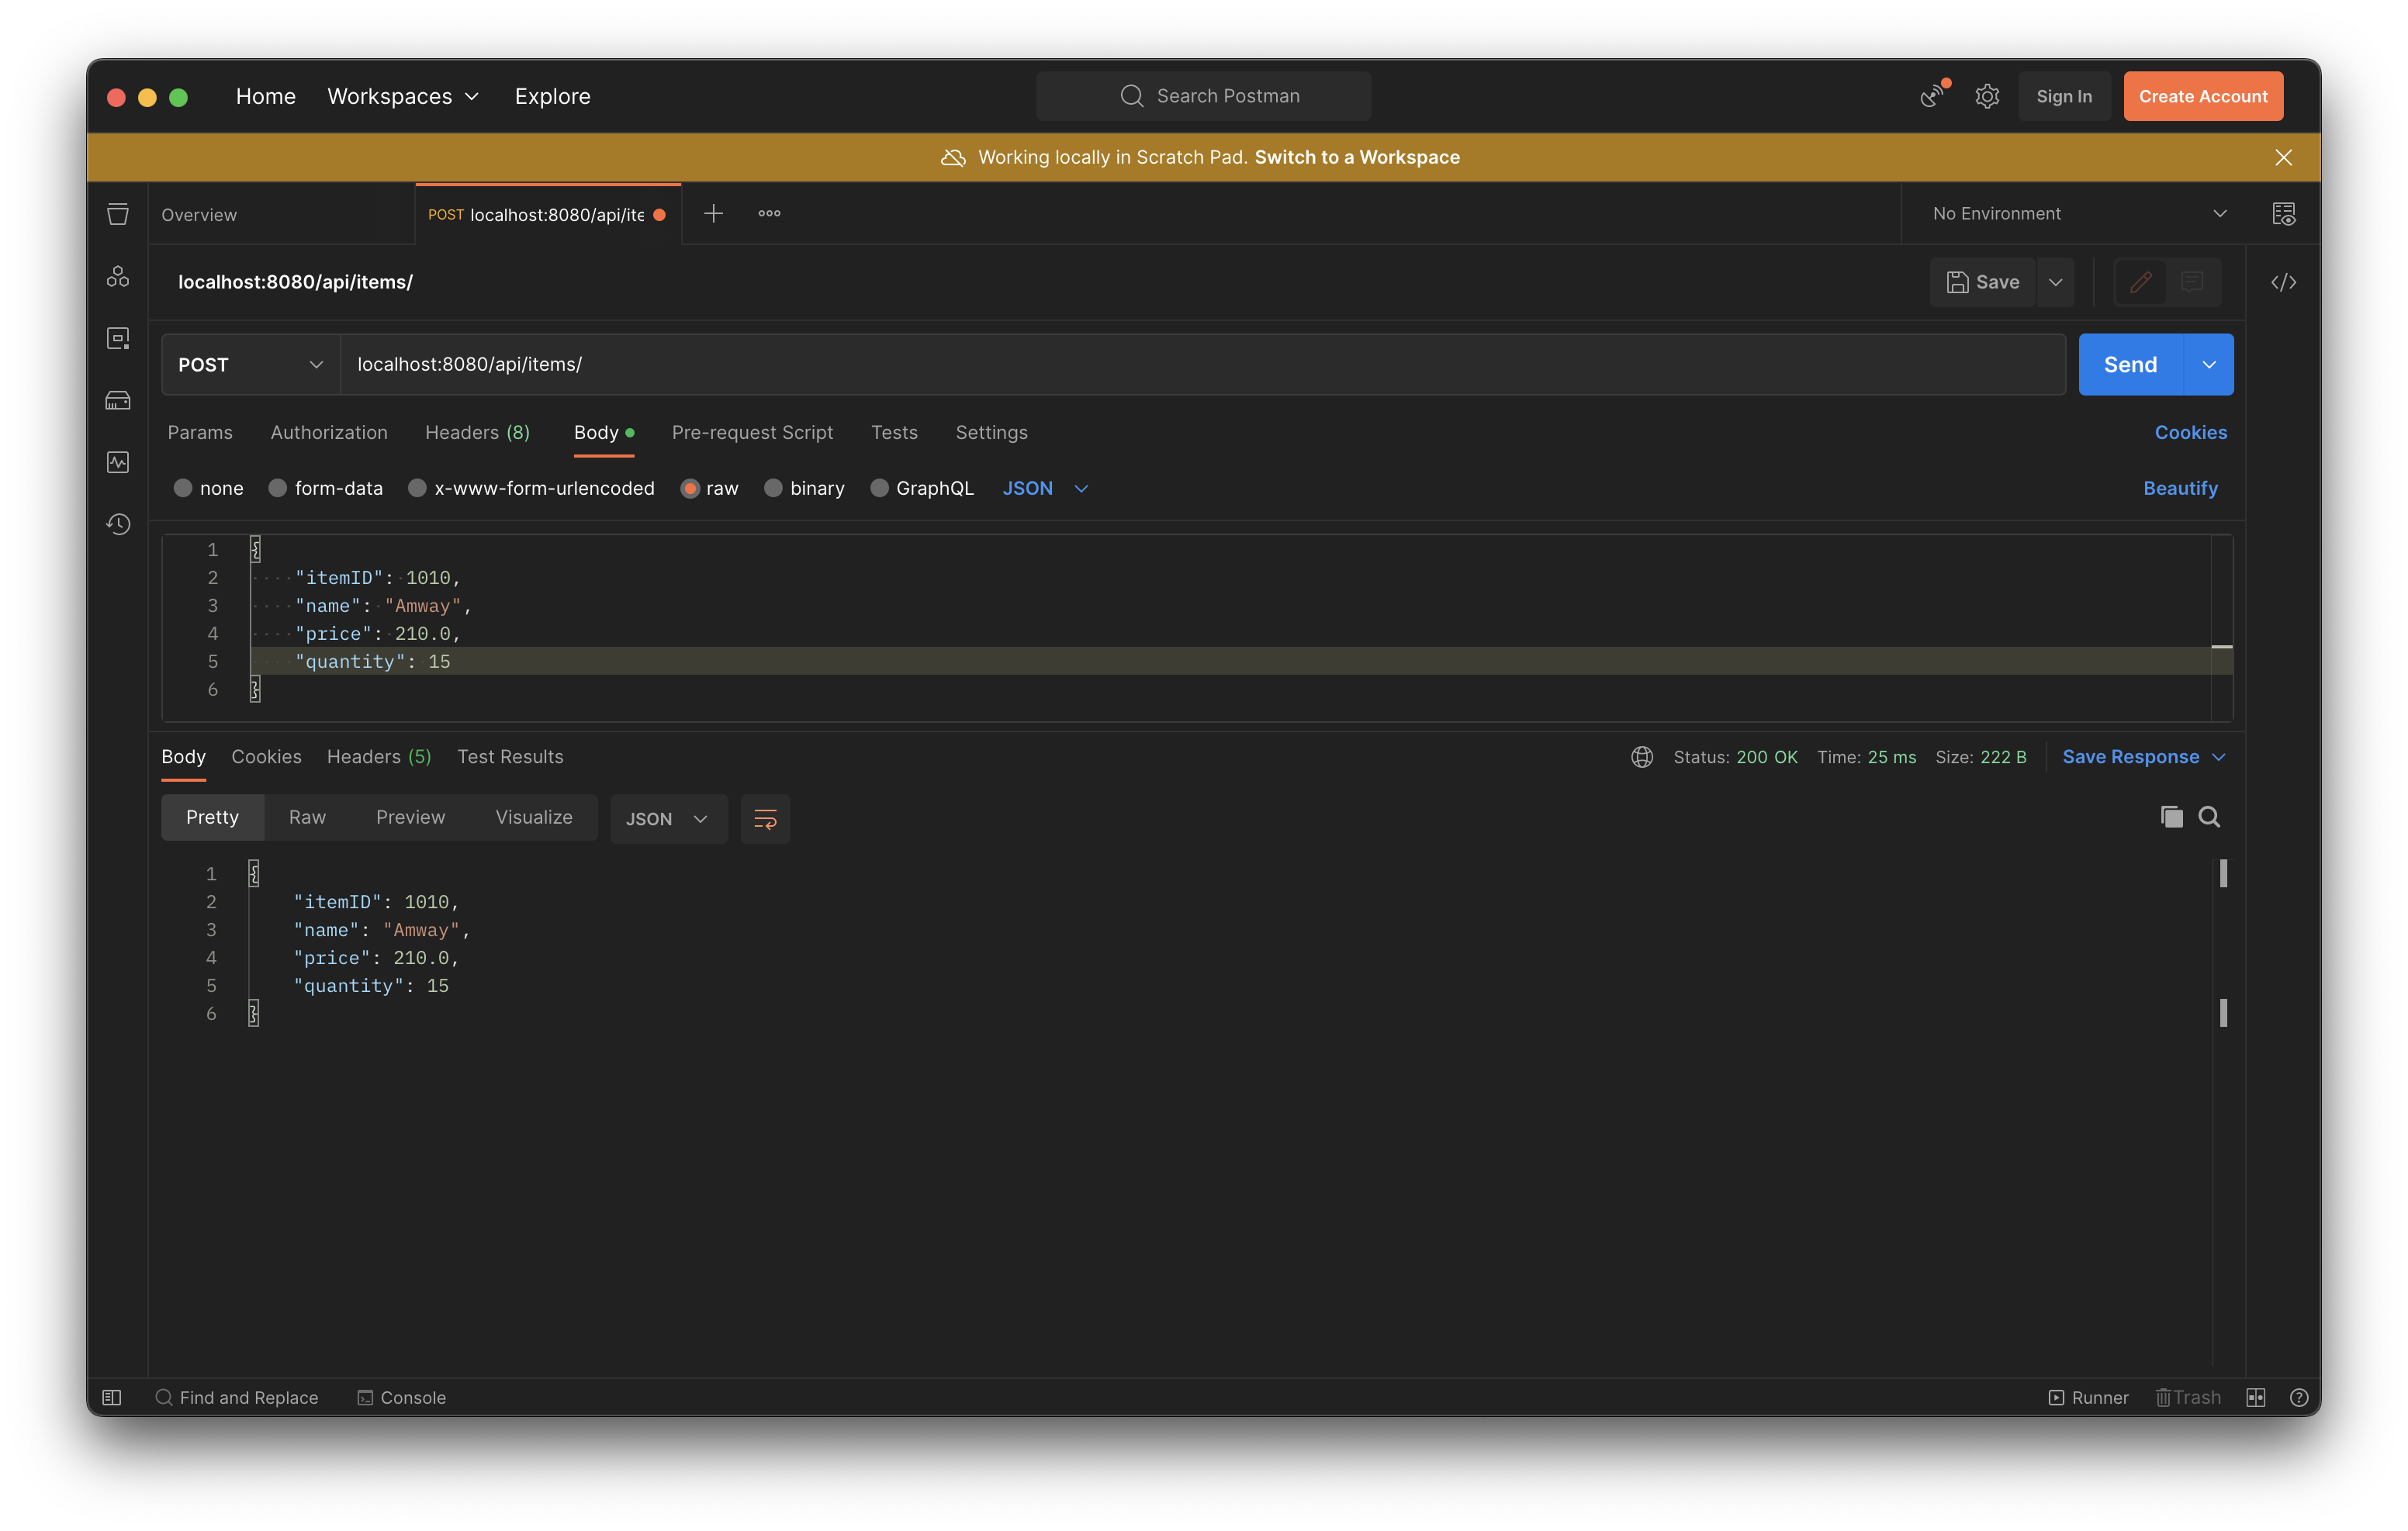 Home Workspaces Explore Search Postman Sign In Create Account
Working locally in Scratch Pad. Switch to a Workspace
Overview POST localhost:8080/api/ite No Environment
localhost:8080/api/items/ Save
POST localhost:8080/api/items/ Send
Params Authorization Headers (8) Body Pre-request Script Tests Settings Cookies
none form-data x-www-form-urlencoded raw binary GraphQL JSON Beautify
1 {
2 "itemID": 1010,
3 "name": "Amway",
4 "price": 210.0,
5 "quantity": 15
6 }
Body Cookies Headers (5) Test Results Status: 200 OK Time: 25 ms Size: 222 B Save Response
Pretty Raw Preview Visualize JSON
1 {
2 "itemID": 1010,
3 "name": "Amway",
4 "price": 210.0,
5 "quantity": 15
6 }
Find and Replace Console Runner Trash